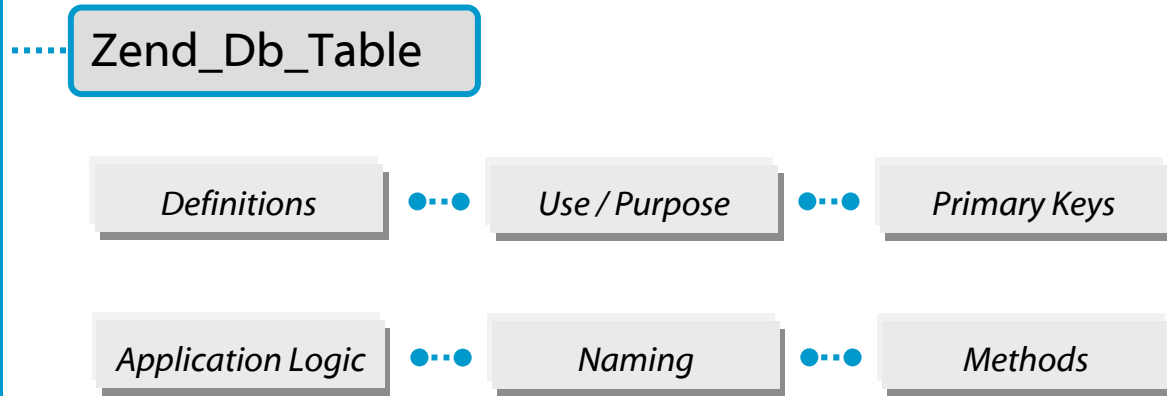 Zend_Db_Table
Definitions
Use / Purpose
Primary Keys
Application Logic
Naming
Methods